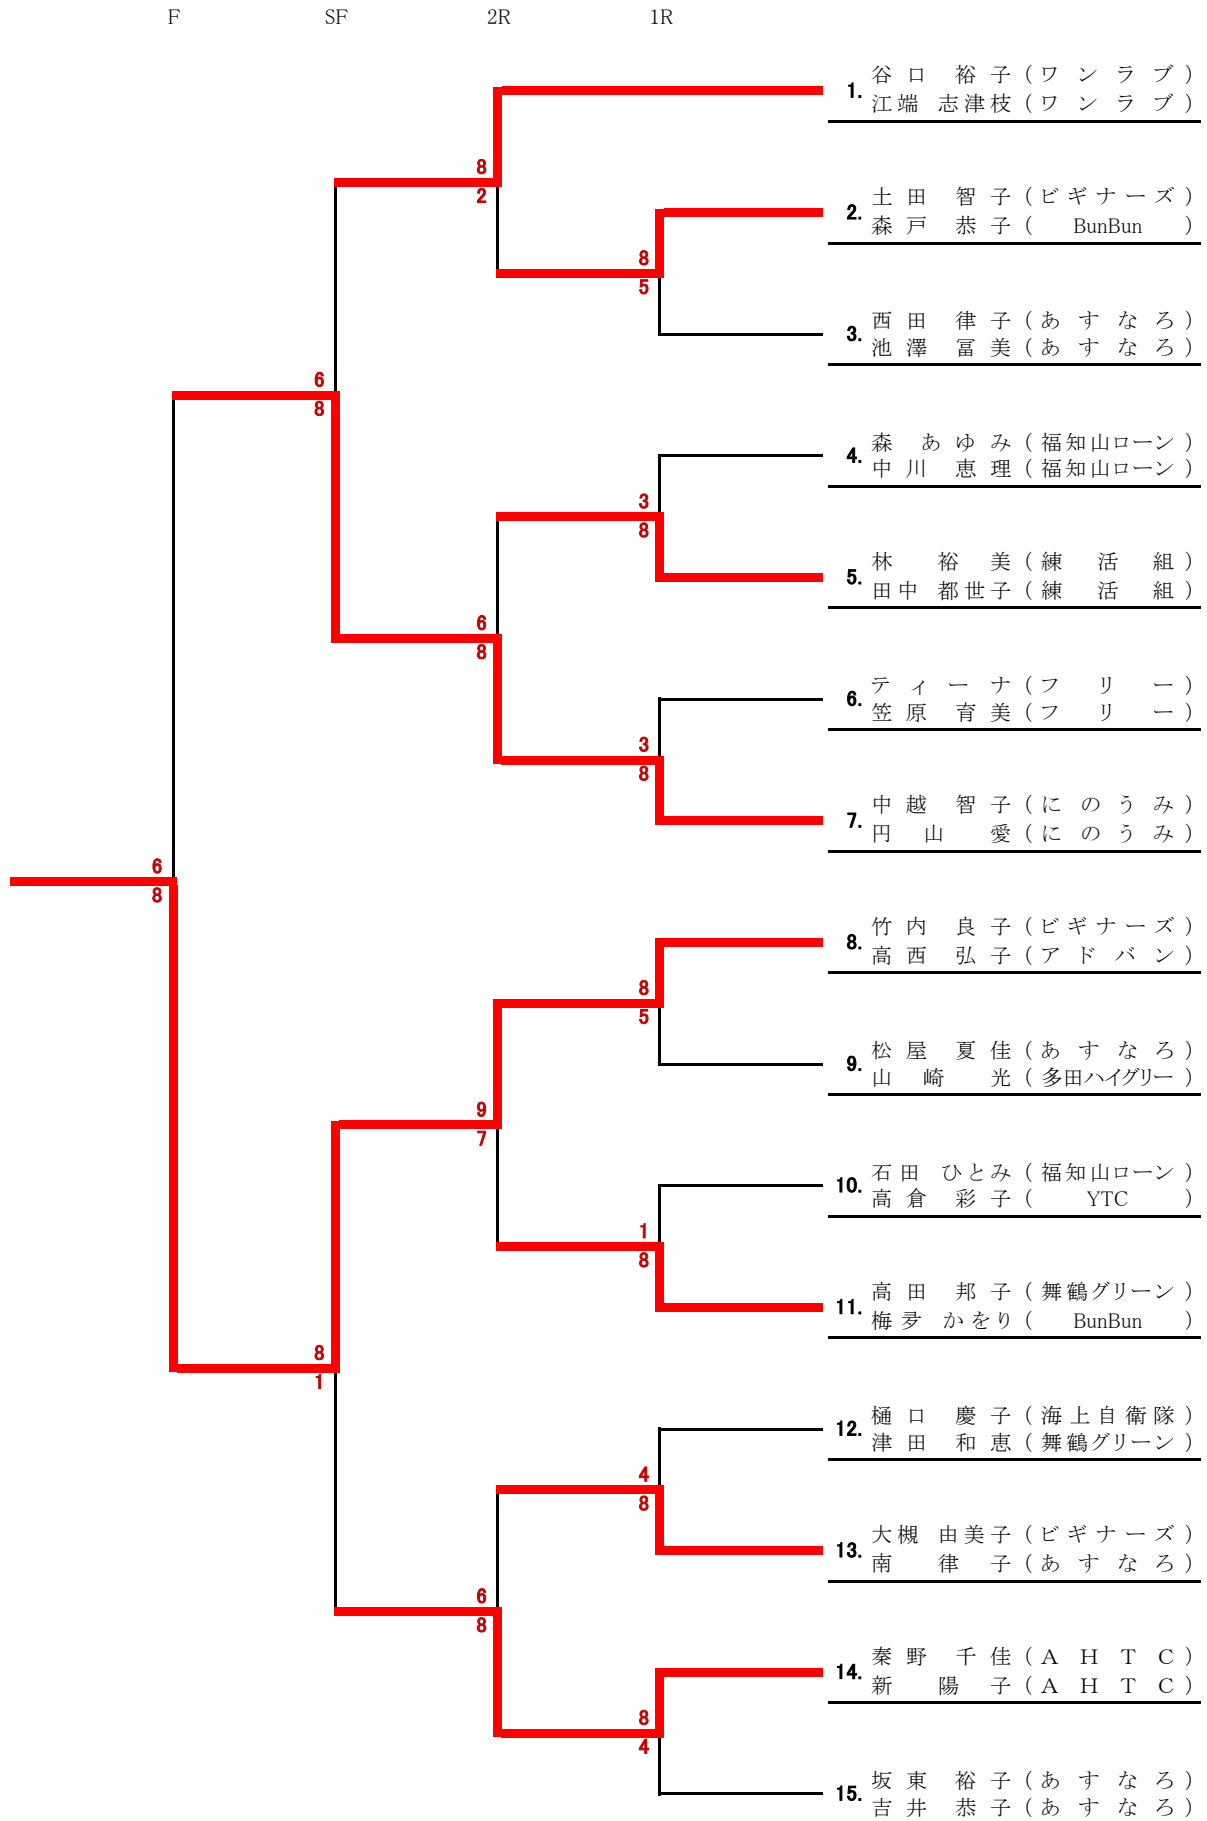 F SF 2R 1R
1. 谷口 裕子 (ワンラブ)
江端 志津枝 (ワンラブ)
8
2
2. 土田 智子 (ビギナーズ)
森戸 恭子 (BunBun)
8
5
3. 西田 律子 (あすなろ)
池澤 冨美 (あすなろ)
6
8
4. 森 あゆみ (福知山ローン)
中川 恵理 (福知山ローン)
3
8
5. 林 裕美 (練活組)
田中 都世子 (練活組)
6
8
6. ティーナ (フリー)
笠原 育美 (フリー)
3
8
7. 中越 智子 (にのうみ)
円山 愛 (にのうみ)
6
8
8. 竹内 良子 (ビギナーズ)
高西 弘子 (アドバン)
8
5
9. 松屋 夏佳 (あすなろ)
山崎 光 (多田ハイグリー)
9
7
10. 石田 ひとみ (福知山ローン)
高倉 彩子 (YTC)
1
8
11. 高田 邦子 (舞鶴グリーン)
梅 かをり (BunBun)
8
1
12. 樋口 慶子 (海上自衛隊)
津田 和恵 (舞鶴グリーン)
4
8
13. 大槻 由美子 (ビギナーズ)
南 律子 (あすなろ)
6
8
14. 秦野 千佳 (AHTC)
新 陽子 (AHTC)
8
4
15. 坂東 裕子 (あすなろ)
吉井 恭子 (あすなろ)